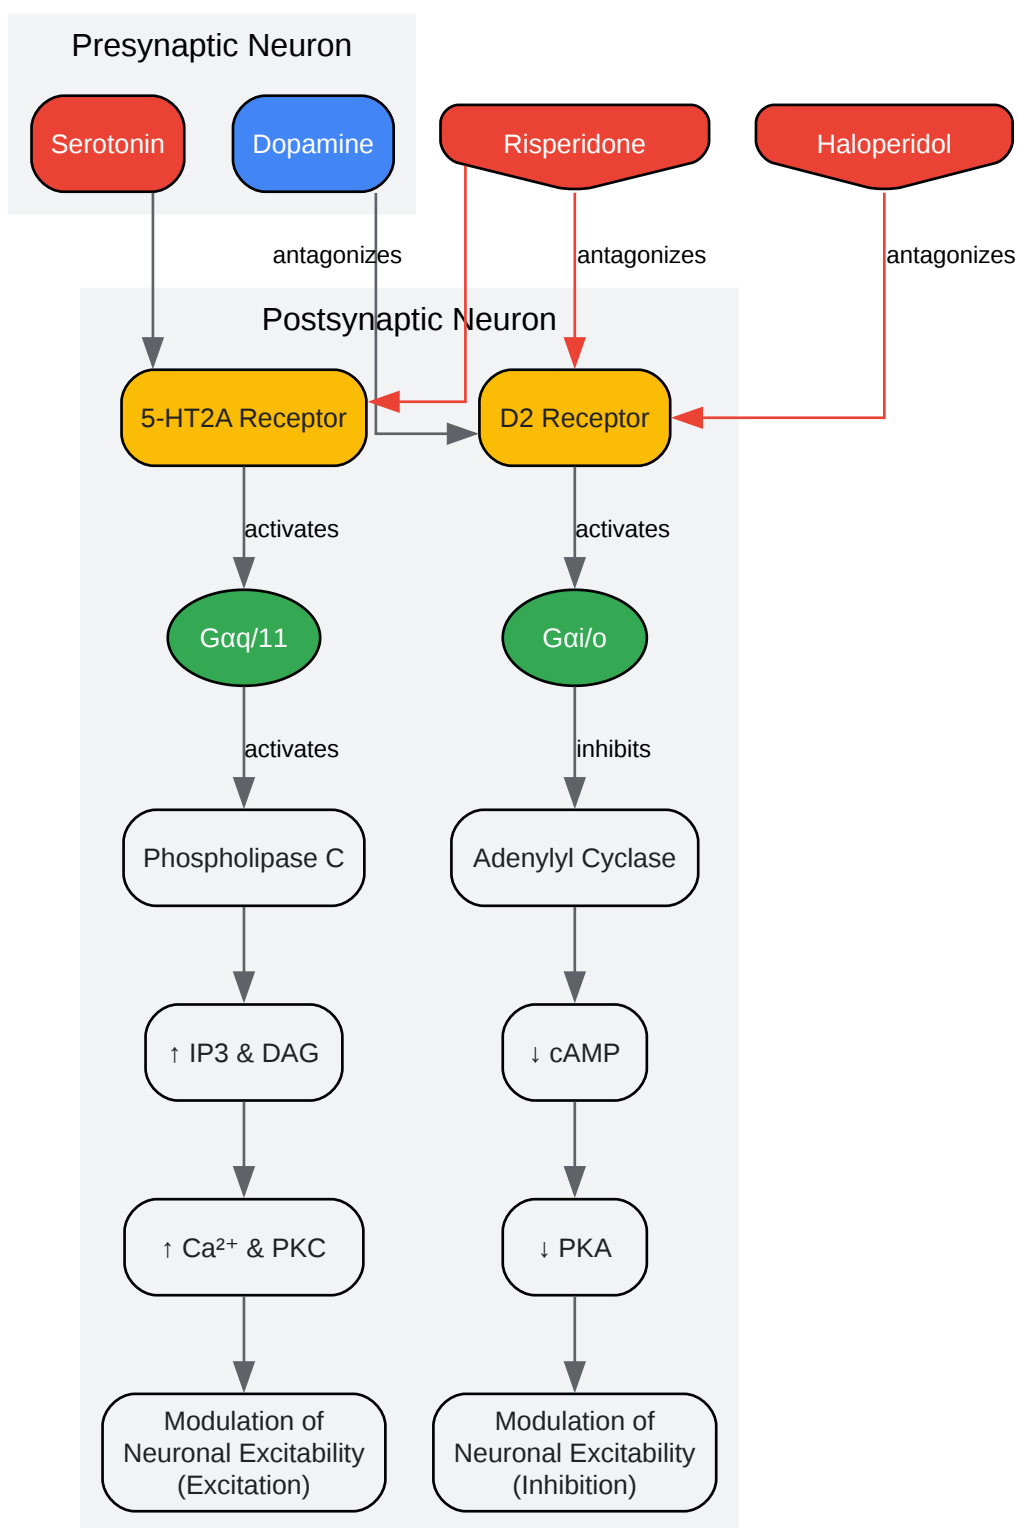 Presynaptic Neuron
Serotonin
Dopamine
Risperidone
Haloperidol
antagonizes
antagonizes
antagonizes
Postsynaptic Neuron
5-HT2A Receptor
D2 Receptor
activates
activates
Gαq/11
Gαi/o
activates
inhibits
Phospholipase C
Adenylyl Cyclase
↑ IP3 & DAG
↓ cAMP
↑ Ca²⁺ & PKC
↓ PKA
Modulation of
Neuronal Excitability
(Excitation)
Modulation of
Neuronal Excitability
(Inhibition)